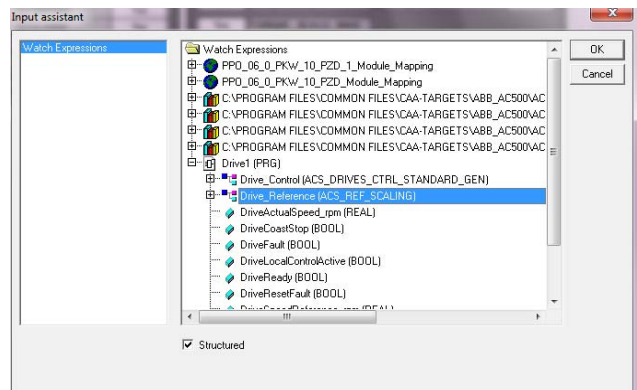 Input assistant
Watch Expressions
Watch Expressions
PPO_06_0_PKW_10_PZD_1_Module_Mapping
PPO_06_0_PKW_10_PZD_Module_Mapping
C:\PROGRAM FILES\COMMON FILES\CAA-TARGETS\ABB_AC500\AC
C:\PROGRAM FILES\COMMON FILES\CAA-TARGETS\ABB_AC500\AC
C:\PROGRAM FILES\COMMON FILES\CAA-TARGETS\ABB_AC500\AC
C:\PROGRAM FILES\COMMON FILES\CAA-TARGETS\ABB_AC500\AC
Drive1 (PRG)
Drive_Control (ACS_DRIVES_CTRL_STANDARD_GEN)
Drive_Reference (ACS_REF_SCALING)
DriveActualSpeed_rpm (REAL)
DriveCoastStop (BOOL)
DriveFault (BOOL)
DriveLocalControlActive (BOOL)
DriveReady (BOOL)
DriveResetFault (BOOL)
DriveSpeedReference_rpm (REAL)
OK
Cancel
Structured